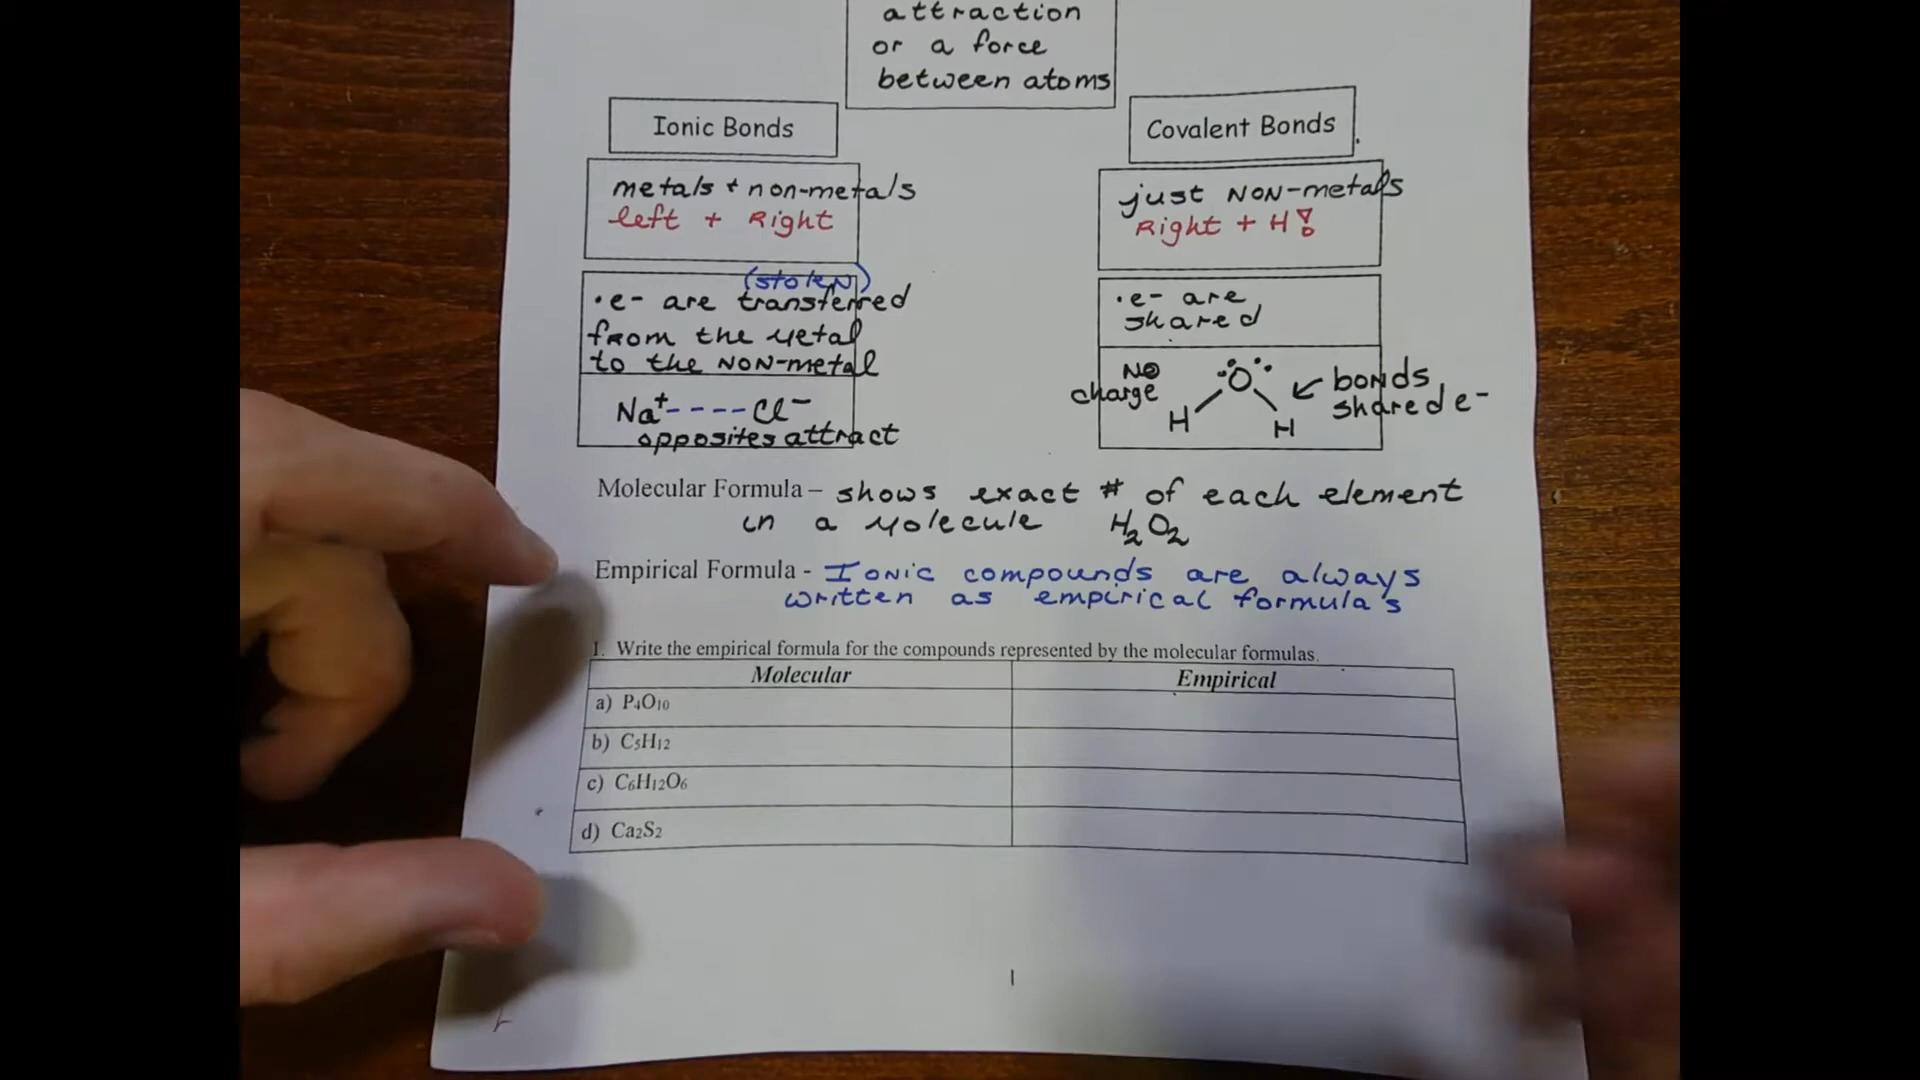 attraction
or a force
between atoms
Ionic Bonds
metals + non-metals
left + Right
(stolen)
•e- are transferred
from the metal
to the NON-metal
Na⁺----Cl⁻
opposites attract
Covalent Bonds
just NON-metals
Right + H!
•e- are
shared
NO
charge
O
H
H
bonds
shared e-
Molecular Formula – shows exact # of each element
in a molecule H₂O₂
Empirical Formula - Ionic compounds are always
written as empirical formula's
1. Write the empirical formula for the compounds represented by the molecular formulas.
Molecular Empirical
a) P₄O₁₀
b) C₅H₁₂
c) C₆H₁₂O₆
d) Ca₂S₂
1